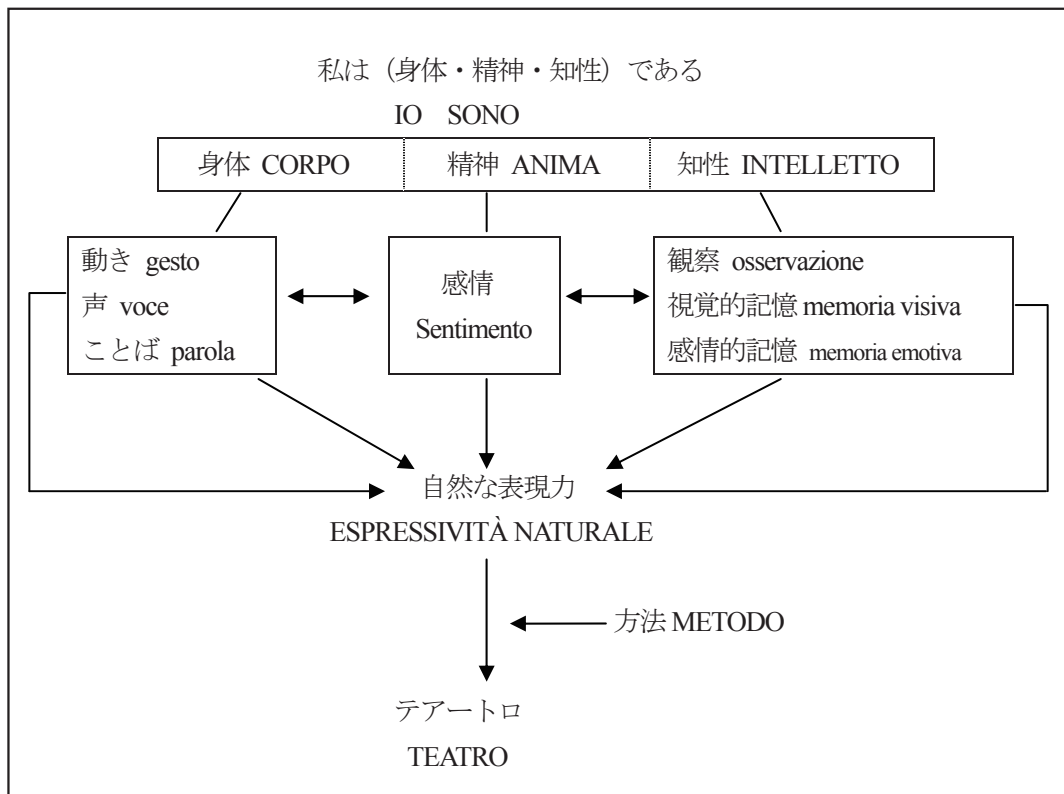 私は（身体・精神・知性）である
IO SONO
身体 CORPO
精神 ANIMA
知性 INTELLETTO
動き gesto
声 voce
ことば parola
感情
Sentimento
観察 osservazione
視覚的記憶 memoria visiva
感情的記憶 memoria emotiva
自然な表現力
ESPRESSIVITÀ NATURALE
方法 METODO
テアートロ
TEATRO